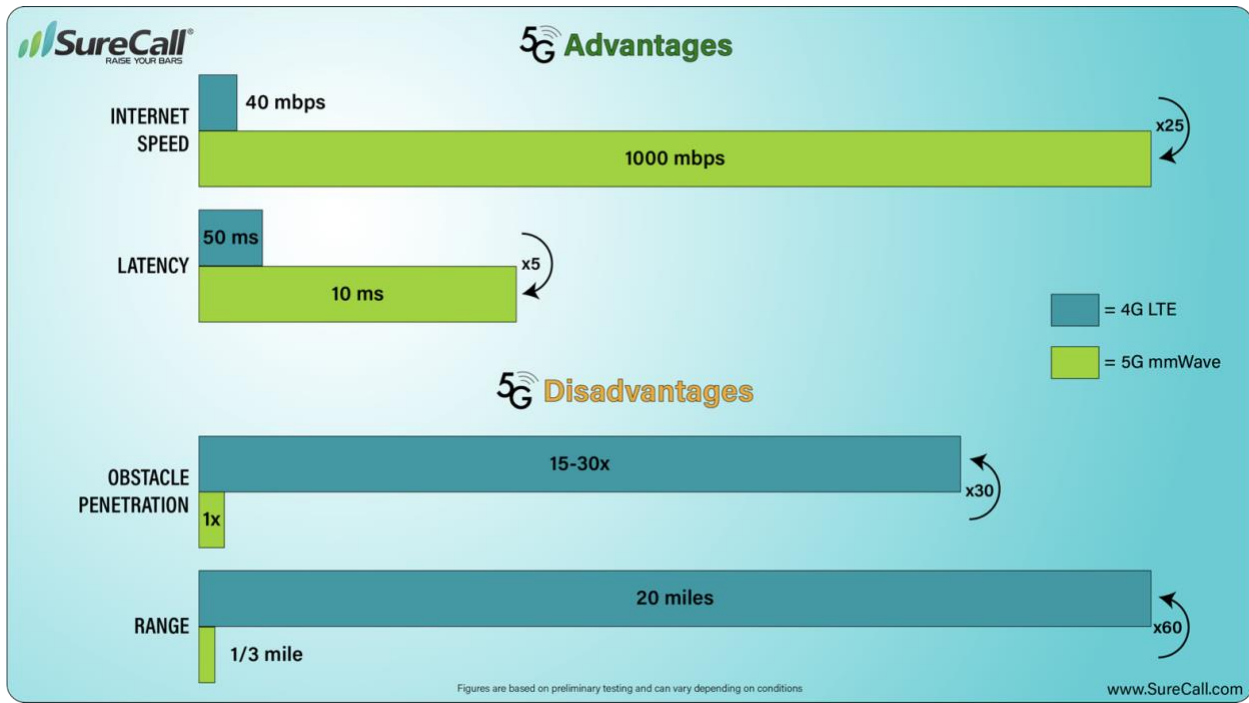 SureCall®
RAISE YOUR BARS
5G Advantages
INTERNET
SPEED
40 mbps
1000 mbps
x25
LATENCY
50 ms
10 ms
x5
= 4G LTE
= 5G mmWave
5G Disadvantages
OBSTACLE
PENETRATION
15-30x
1x
x30
RANGE
20 miles
1/3 mile
x60
Figures are based on preliminary testing and can vary depending on conditions
www.SureCall.com